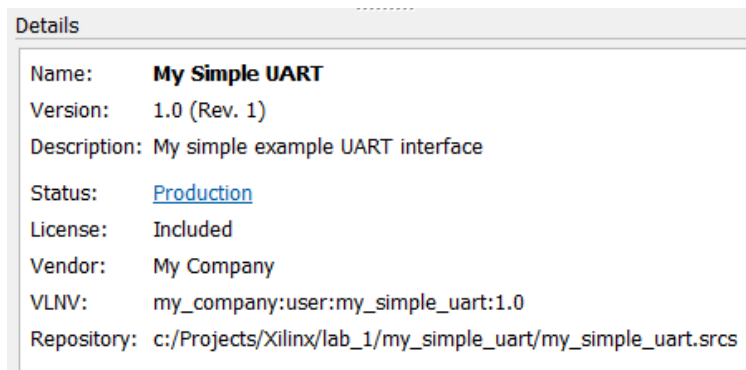 Details
Name: My Simple UART
Version: 1.0 (Rev. 1)
Description: My simple example UART interface
Status: Production
License: Included
Vendor: My Company
VLNV: my_company:user:my_simple_uart:1.0
Repository: c:/Projects/Xilinx/lab_1/my_simple_uart/my_simple_uart.srcs